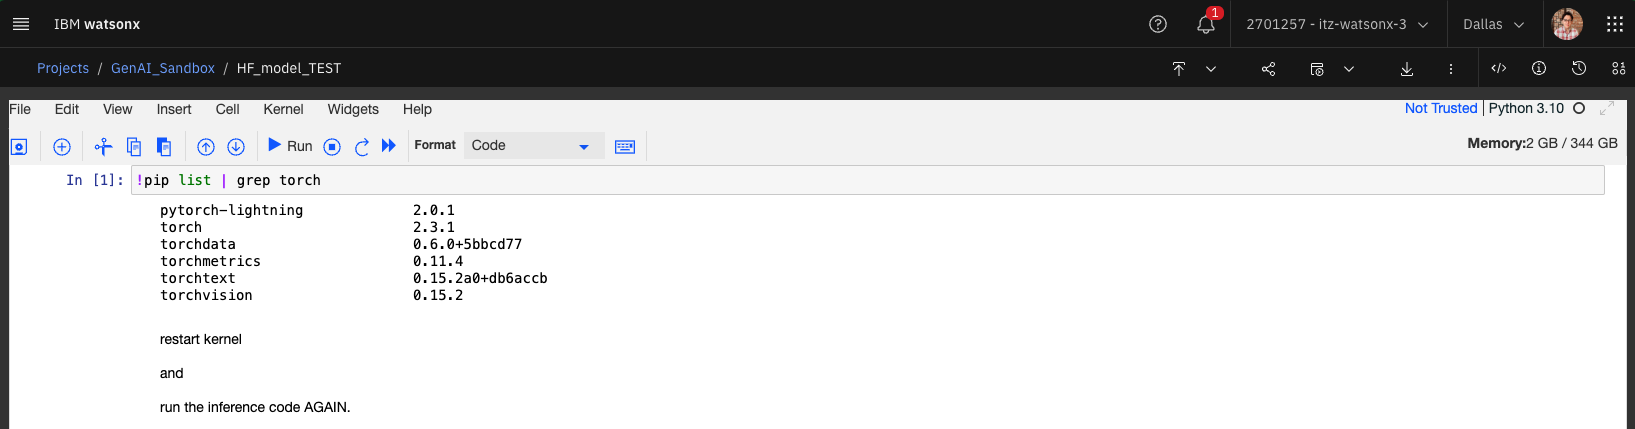 IBM watsonx
1
2701257 - itz-watsonx-3
Dallas
Projects / GenAI_Sandbox / HF_model_TEST
File Edit View Insert Cell Kernel Widgets Help
Not Trusted | Python 3.10
Run
Format
Code
Memory:2 GB / 344 GB
In [1]: !pip list | grep torch
pytorch-lightning 2.0.1
torch 2.3.1
torchdata 0.6.0+5bbcd77
torchmetrics 0.11.4
torchtext 0.15.2a0+db6accb
torchvision 0.15.2
restart kernel
and
run the inference code AGAIN.